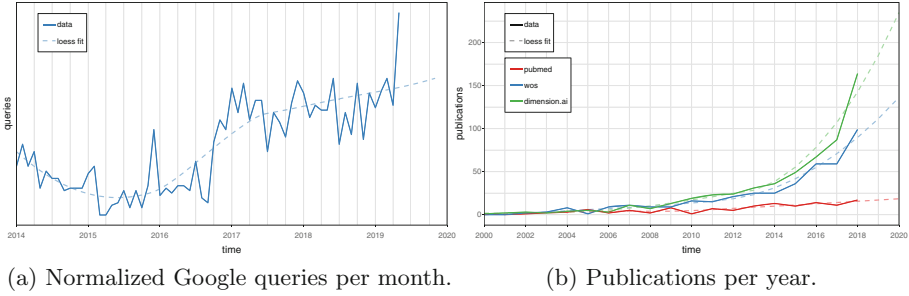 data
loess fit
queries
2014
2015
2016
2017
2018
2019
2020
time
(a) Normalized Google queries per month.
data
loess fit
pubmed
wos
dimension.ai
publications
200
150
100
50
0
2000
2002
2004
2006
2008
2010
2012
2014
2016
2018
2020
time
(b) Publications per year.